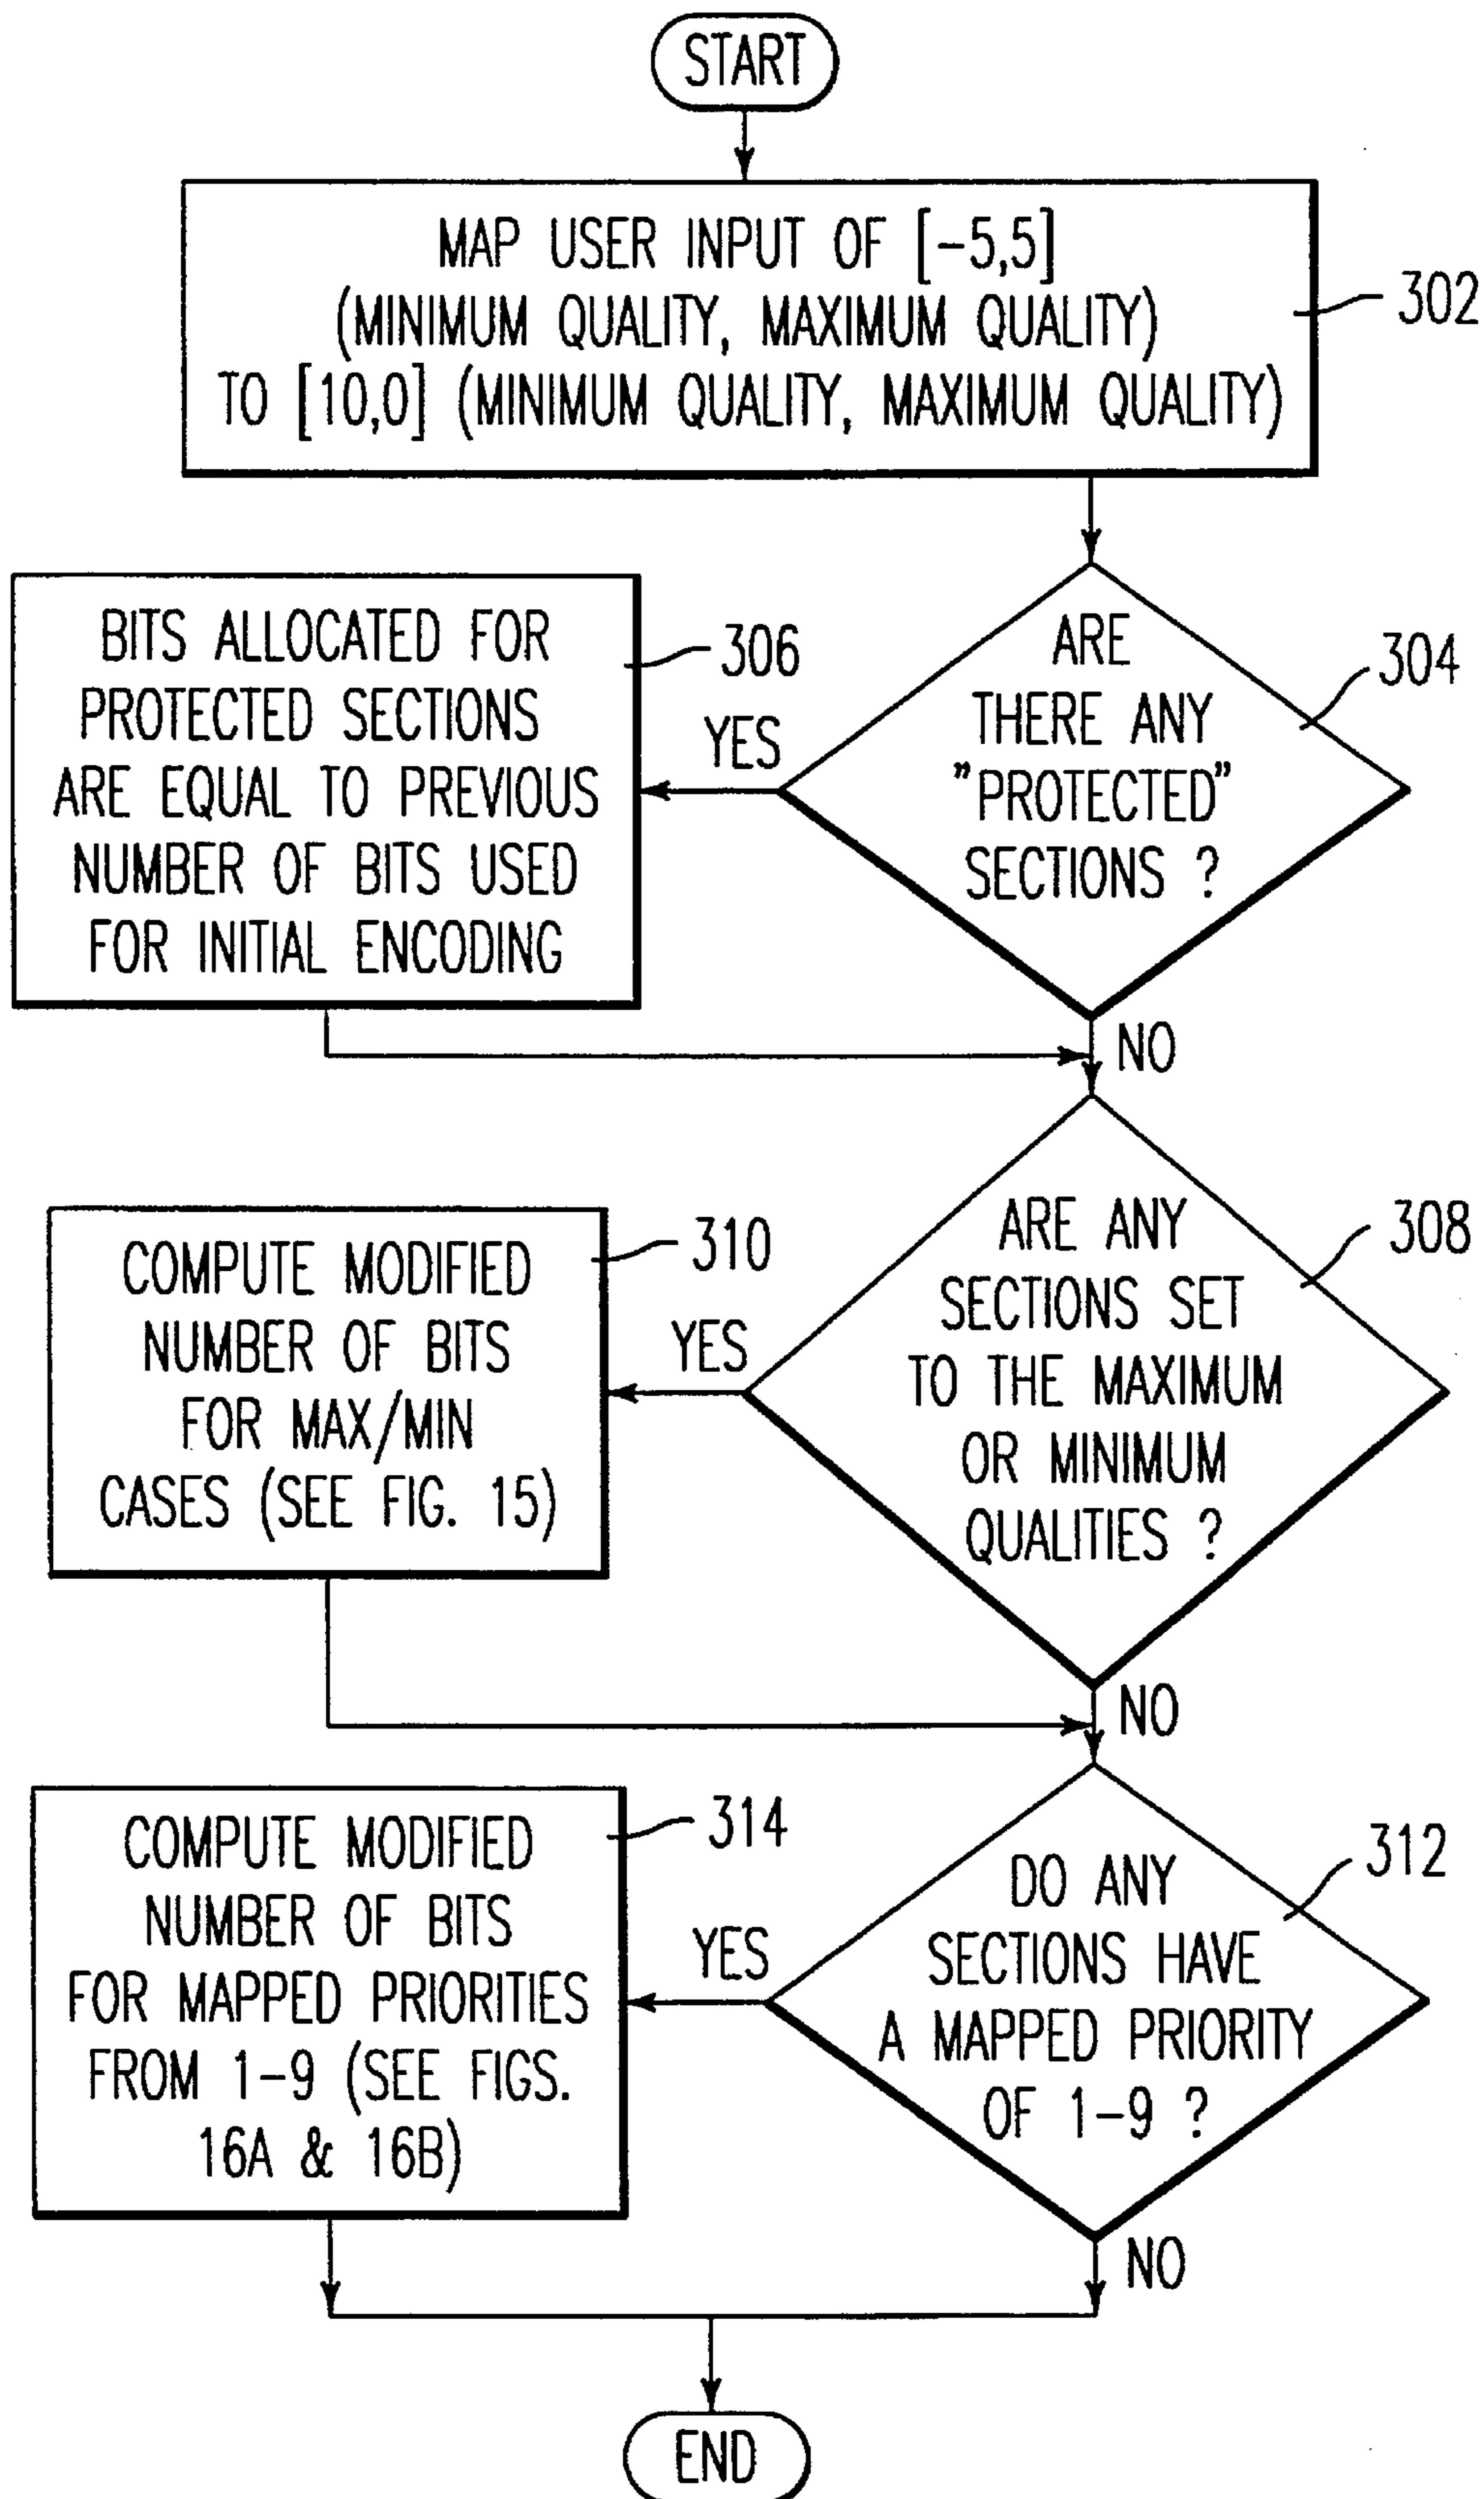 START
MAP USER INPUT OF [-5,5]
(MINIMUM QUALITY, MAXIMUM QUALITY)
TO [10,0] (MINIMUM QUALITY, MAXIMUM QUALITY)
302
BITS ALLOCATED FOR
PROTECTED SECTIONS
ARE EQUAL TO PREVIOUS
NUMBER OF BITS USED
FOR INITIAL ENCODING
306
YES
ARE
THERE ANY
"PROTECTED"
SECTIONS ?
304
NO
COMPUTE MODIFIED
NUMBER OF BITS
FOR MAX/MIN
CASES (SEE FIG. 15)
310
YES
ARE ANY
SECTIONS SET
TO THE MAXIMUM
OR MINIMUM
QUALITIES ?
308
NO
COMPUTE MODIFIED
NUMBER OF BITS
FOR MAPPED PRIORITIES
FROM 1-9 (SEE FIGS.
16A & 16B)
314
YES
DO ANY
SECTIONS HAVE
A MAPPED PRIORITY
OF 1-9 ?
312
NO
END